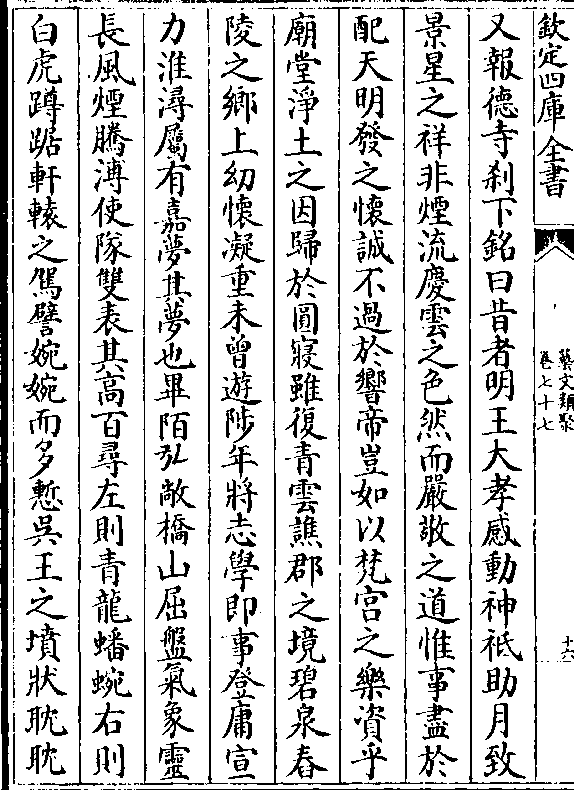 欽定四庫全書
藝文類聚
卷七十七
十六
又報德寺刹下銘曰昔者明王大孝感動神祇助月致
景星之祥非煙流慶雲之色然而嚴敬之道惟事盡於
配天明發之懷誠不過於響帝豈如以梵宫之樂資乎
廟堂淨土之因歸於圓寢雖復青雲譙郡之境碧泉舂
陵之鄉上幼懷凝重未曾遊陟年將志學即事登庸宣
力淮潯屬有嘉夢其夢也畢陌弘敞橋山屈盤氣象靈
長風煙騰溥使隊雙表其高百尋左則青龍蟠蜿右則
白虎蹲踞軒轅之駕譬婉婉而多慙吳王之墳狀耽耽